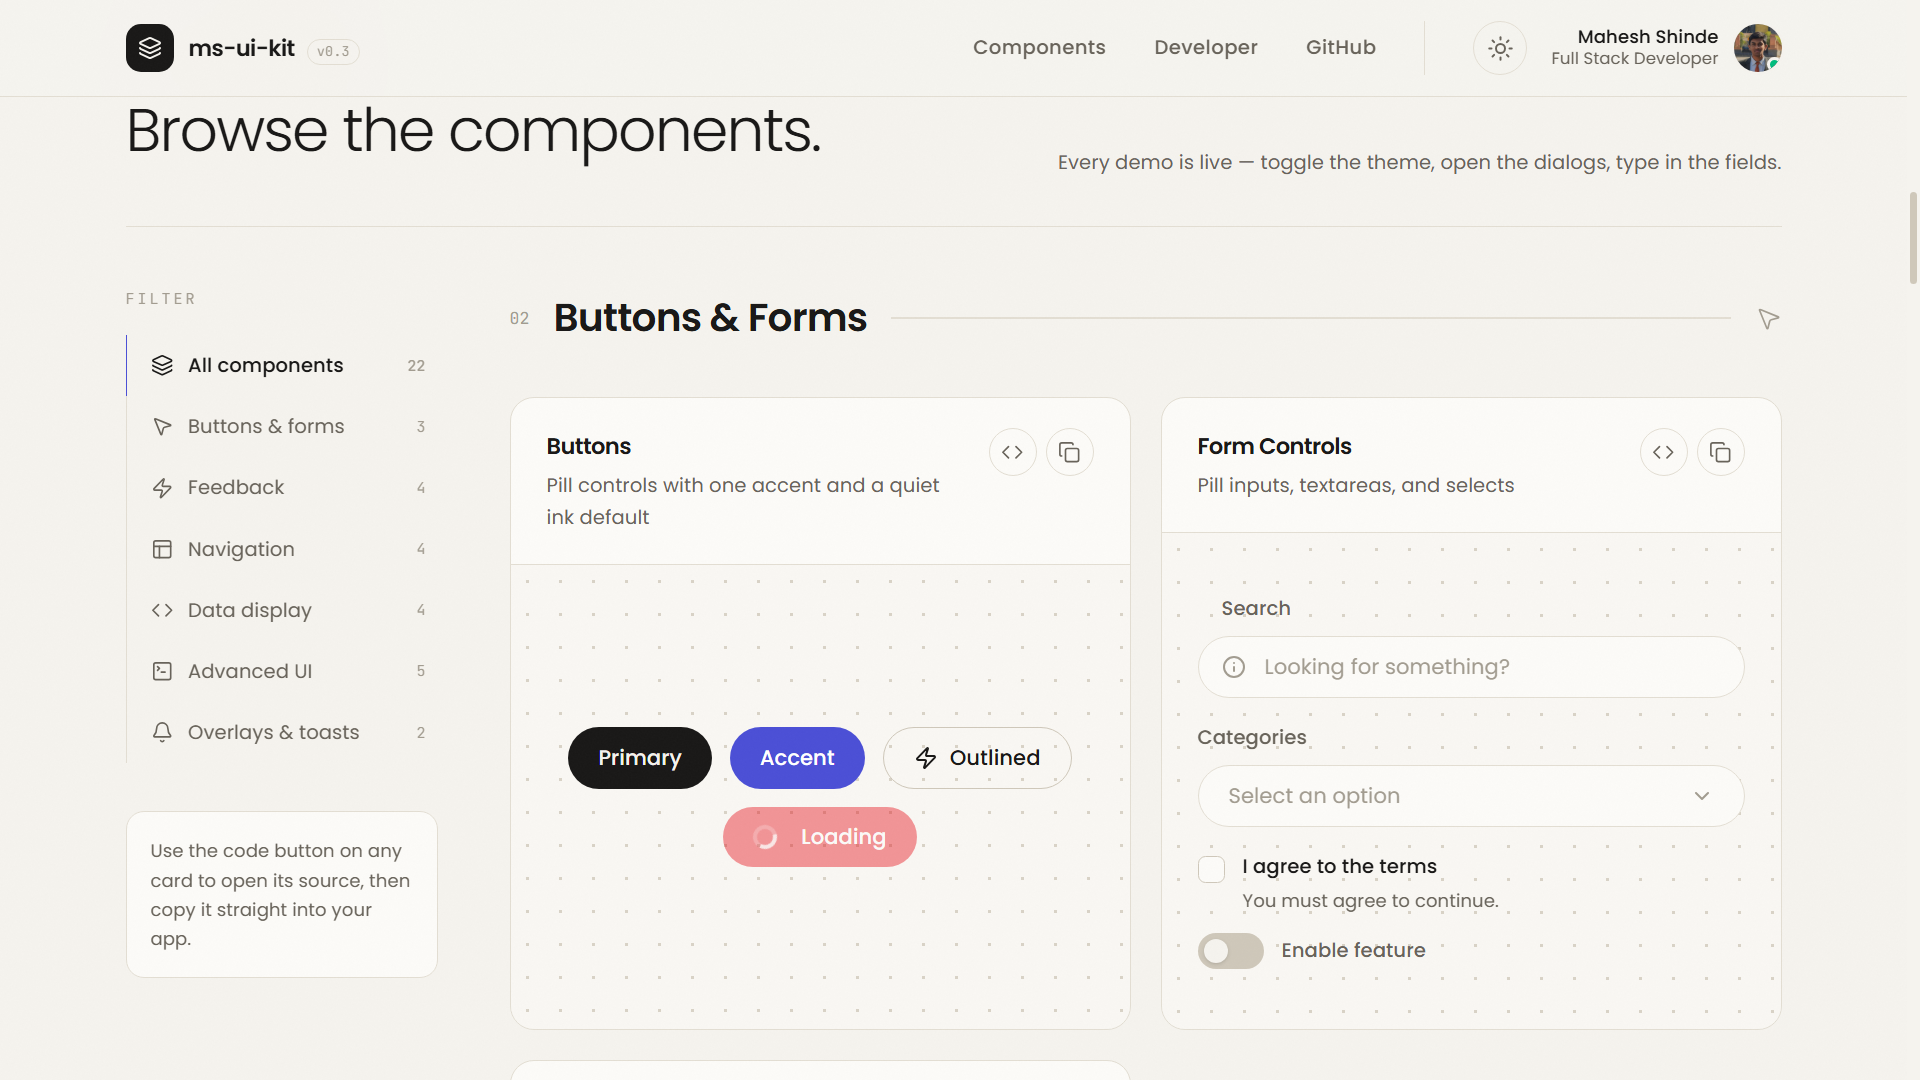 ms-ui-kit v0.3
Components
Developer
GitHub
Mahesh Shinde
Full Stack Developer
Browse the components.
Every demo is live — toggle the theme, open the dialogs, type in the fields.
FILTER
All components 22
Buttons & forms 3
Feedback 4
Navigation 4
Data display 4
Advanced UI 5
Overlays & toasts 2
Use the code button on any
card to open its source, then
copy it straight into your
app.
02 Buttons & Forms
Buttons
Pill controls with one accent and a quiet
ink default
Primary
Accent
Outlined
Loading
Form Controls
Pill inputs, textareas, and selects
Search
Looking for something?
Categories
Select an option
I agree to the terms
You must agree to continue.
Enable feature